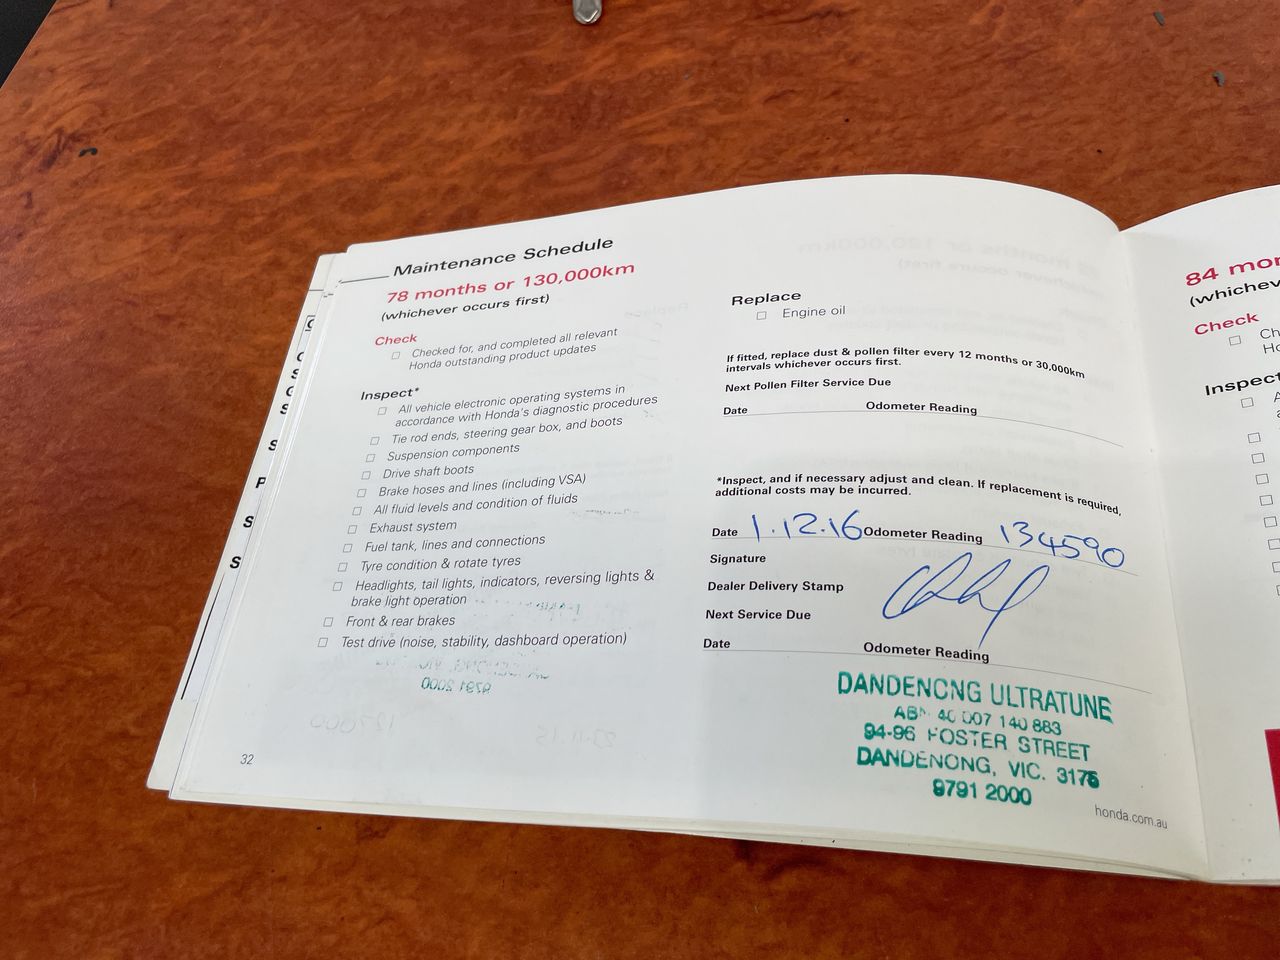 Maintenance Schedule
78 months or 130,000km
(whichever occurs first)
Check
Checked for, and completed all relevant
Honda outstanding product updates
Inspect*
All vehicle electronic operating systems in
accordance with Honda's diagnostic procedures
Tie rod ends, steering gear box, and boots
Suspension components
Drive shaft boots
Brake hoses and lines (including VSA)
All fluid levels and condition of fluids
Exhaust system
Fuel tank, lines and connections
Tyre condition & rotate tyres
Headlights, tail lights, indicators, reversing lights &
brake light operation
Front & rear brakes
Test drive (noise, stability, dashboard operation)
9791 2000
32
Replace
Engine oil
If fitted, replace dust & pollen filter every 12 months or 30,000km
intervals whichever occurs first.
Next Pollen Filter Service Due
Date Odometer Reading
*Inspect, and if necessary adjust and clean. If replacement is required,
additional costs may be incurred.
Date 1.12.16 Odometer Reading 134590
Signature
Dealer Delivery Stamp
Next Service Due
Date Odometer Reading
DANDENONG ULTRATUNE
ABN 40 007 140 883
94-96 FOSTER STREET
DANDENONG, VIC. 3175
9791 2000
honda.com.au
84
Check
Inspect